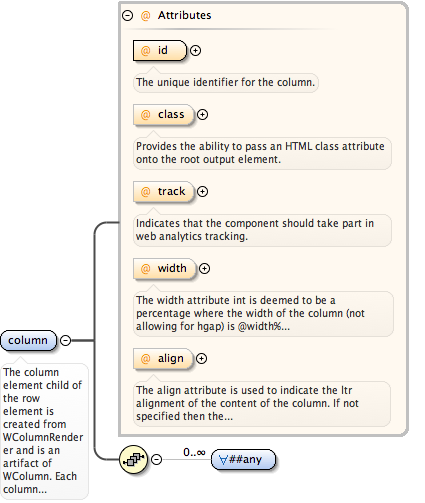 @ Attributes
@ id
The unique identifier for the column.
@ class
Provides the ability to pass an HTML class attribute
onto the root output element.
@ track
Indicates that the component should take part in
web analytics tracking.
@ width
The width attribute int is deemed to be a
percentage where the width of the column (not
allowing for hgap) is @width%...
@ align
The align attribute is used to indicate the ltr
alignment of the content of the column. If not
specified then the...
column
The column
element child of
the row
element is
created from
WColumnRender
er and is an
artifact of
WColumn. Each
column...
0..∞
∀##any